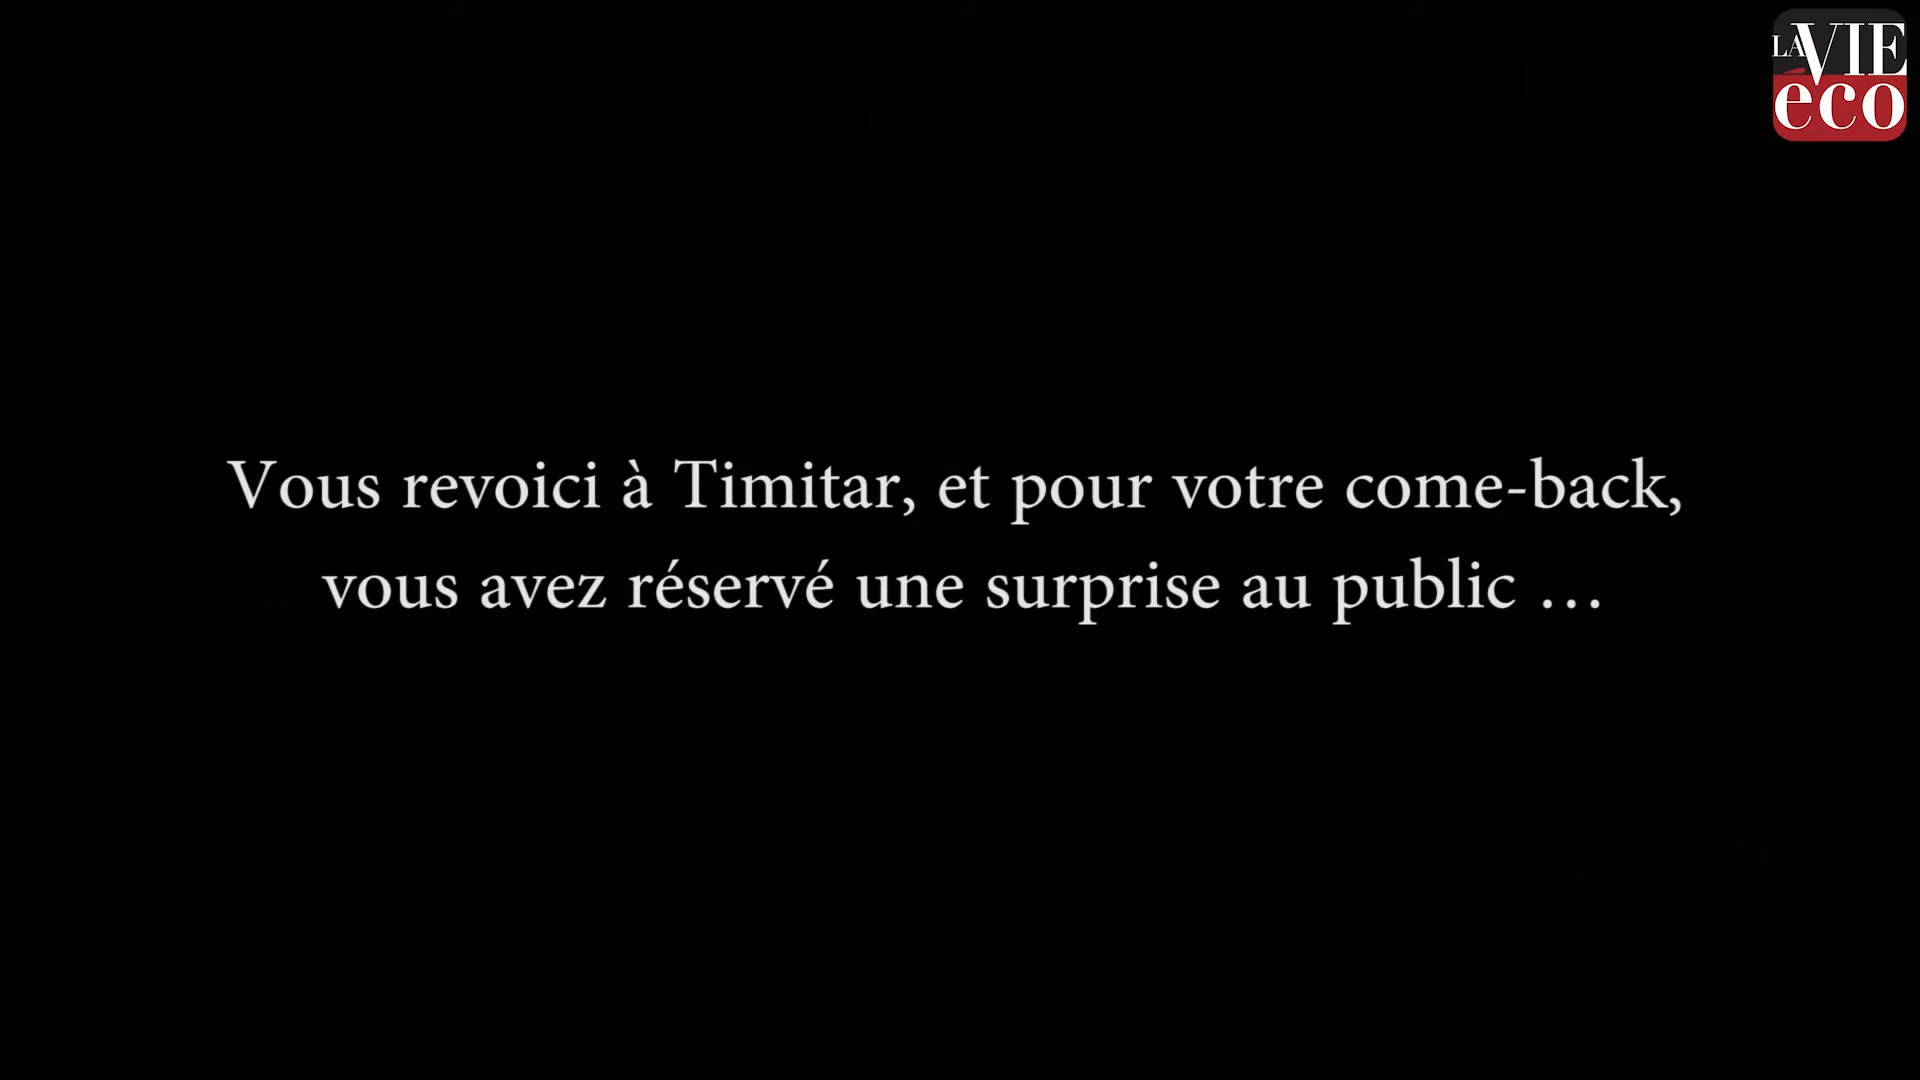 LA VIE
éco
Vous revoici à Timitar, et pour votre come-back,
vous avez réservé une surprise au public …